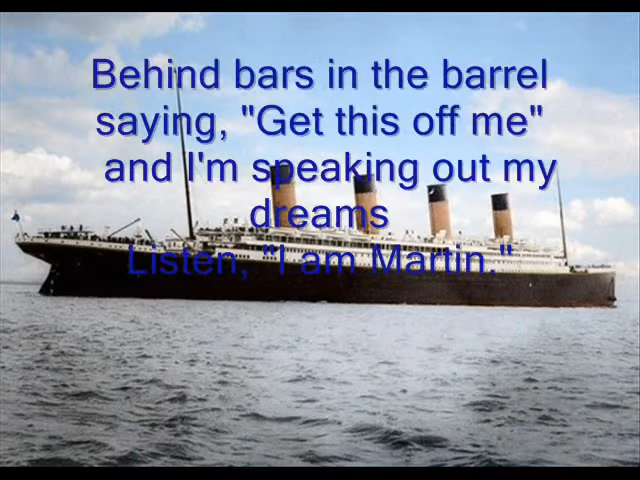 Behind bars in the barrel
saying, "Get this off me"
and I'm speaking out my
dreams
Listen, "I am Martin."